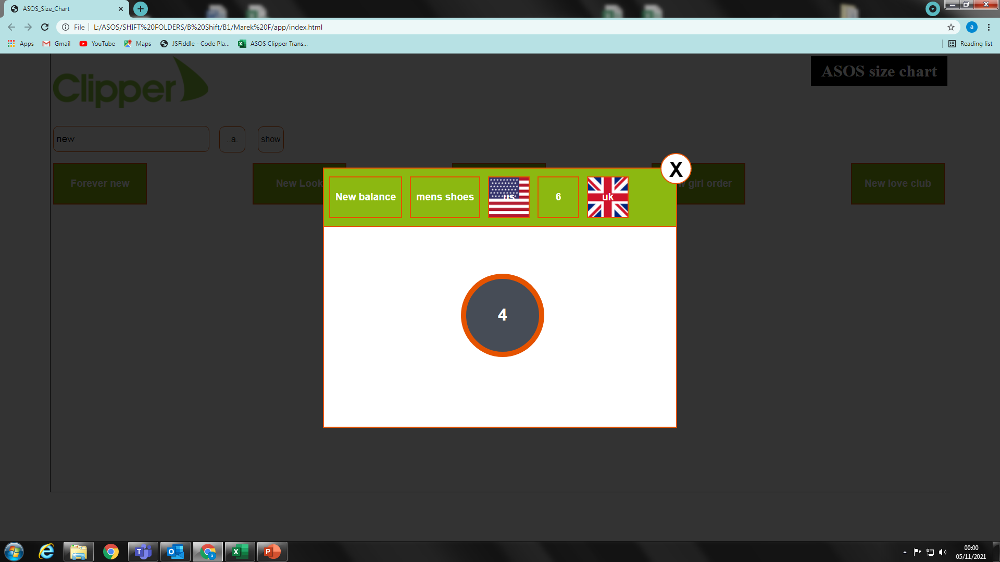 ASOS_Size_Chart
File
L:/ASOS/SHIFT%20FOLDERS/B%20Shift/B1/Marek%20F/app/index.html
a
Apps
Gmail
YouTube
Maps
JSFiddle - Code Pla...
ASOS Clipper Trans...
Reading list
Clipper
ASOS size chart
new
..a.
show
Forever new
New Look
girl order
New love club
X
New balance
mens shoes
us
6
uk
4
00:00
05/11/2021